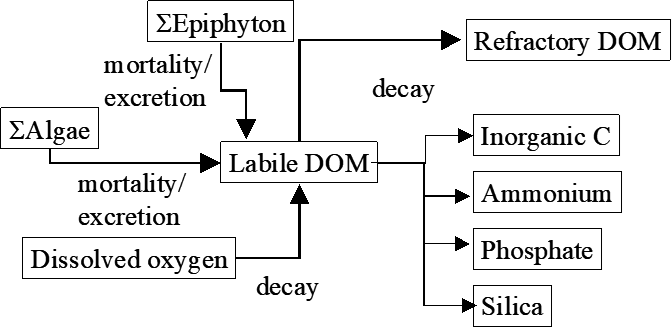 ΣEpiphyton
Refractory DOM
mortality/
excretion
decay
ΣAlgae
Inorganic C
Labile DOM
mortality/
excretion
Ammonium
Dissolved oxygen
Phosphate
decay
Silica